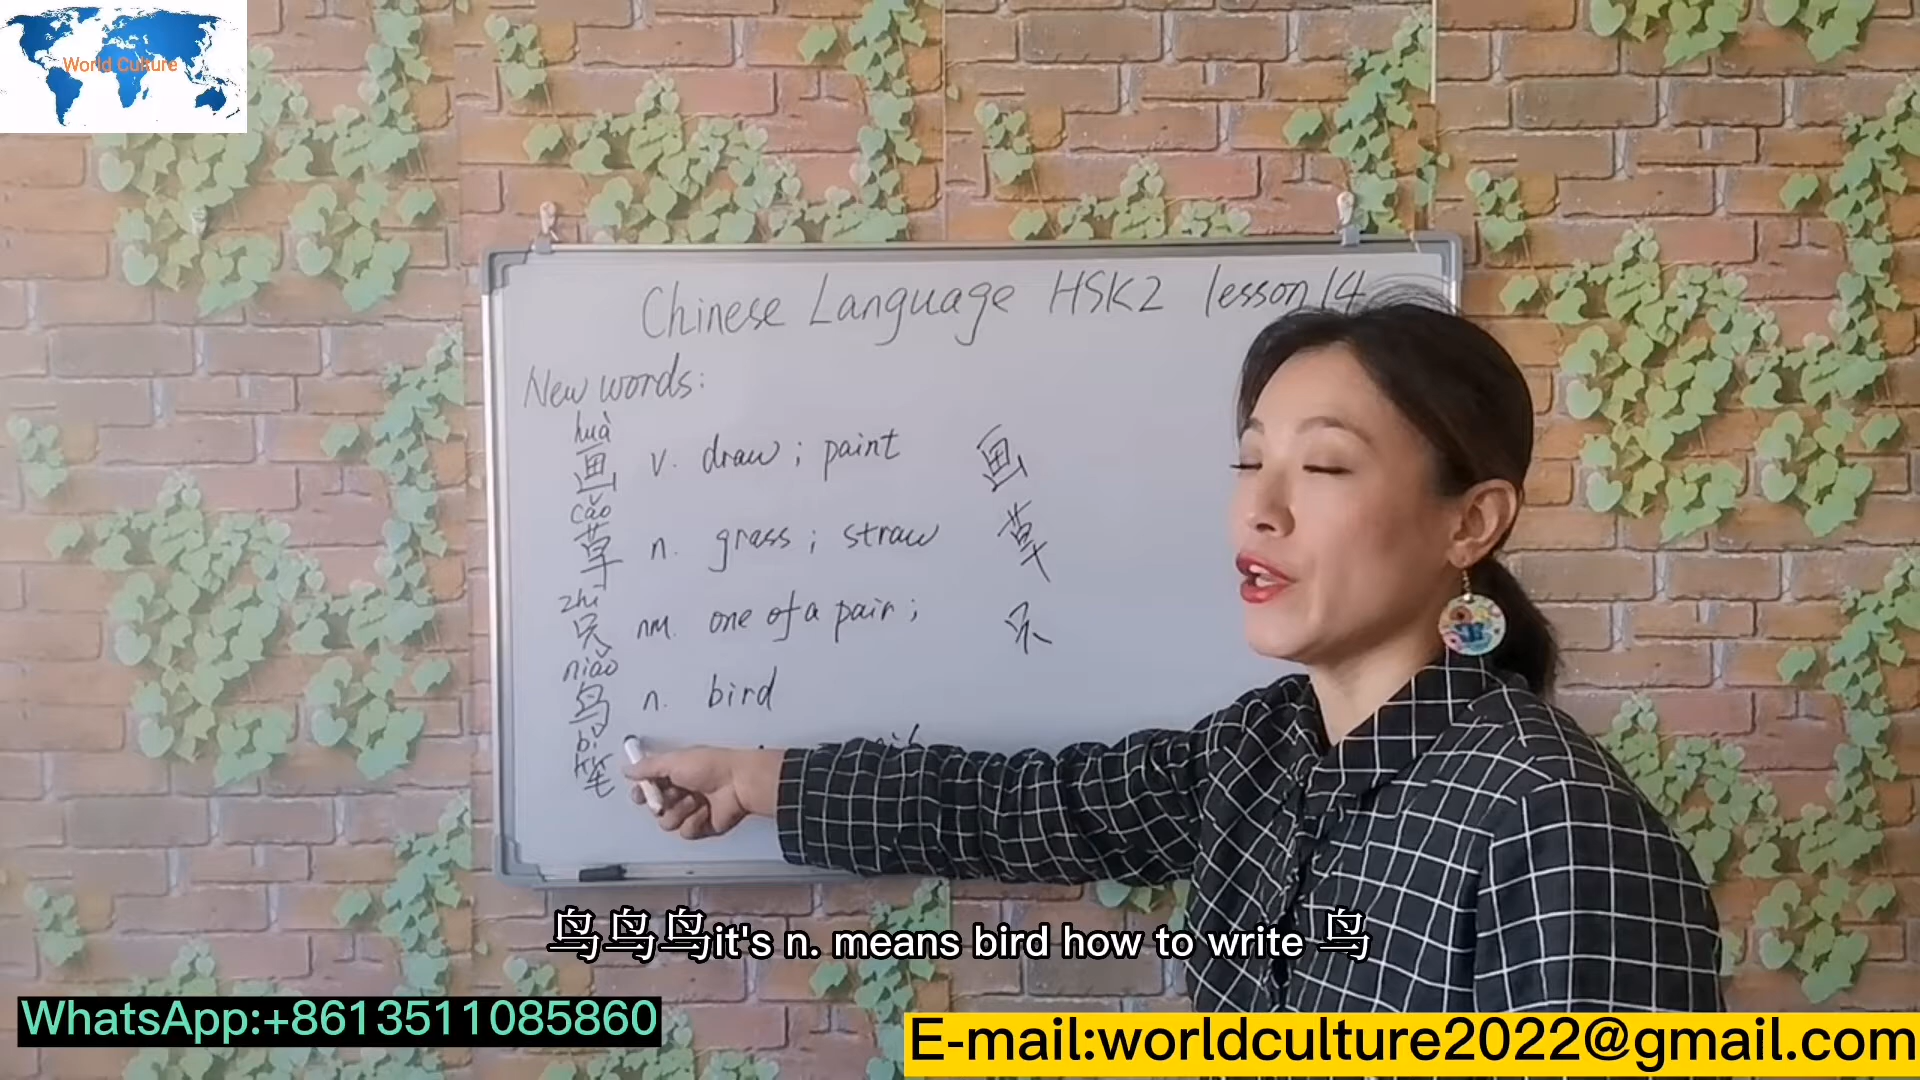 World Culture
Chinese Language HSK2 lesson 14
New words:
huà
画 v. draw ; paint 画
cǎo
草 n. grass ; straw 草
zhī
只 nm. one of a pair ; 只
niǎo
鸟 n. bird
bǐ
笔
鸟鸟鸟it's n. means bird how to write 鸟
WhatsApp:+8613511085860
E-mail:worldculture2022@gmail.com